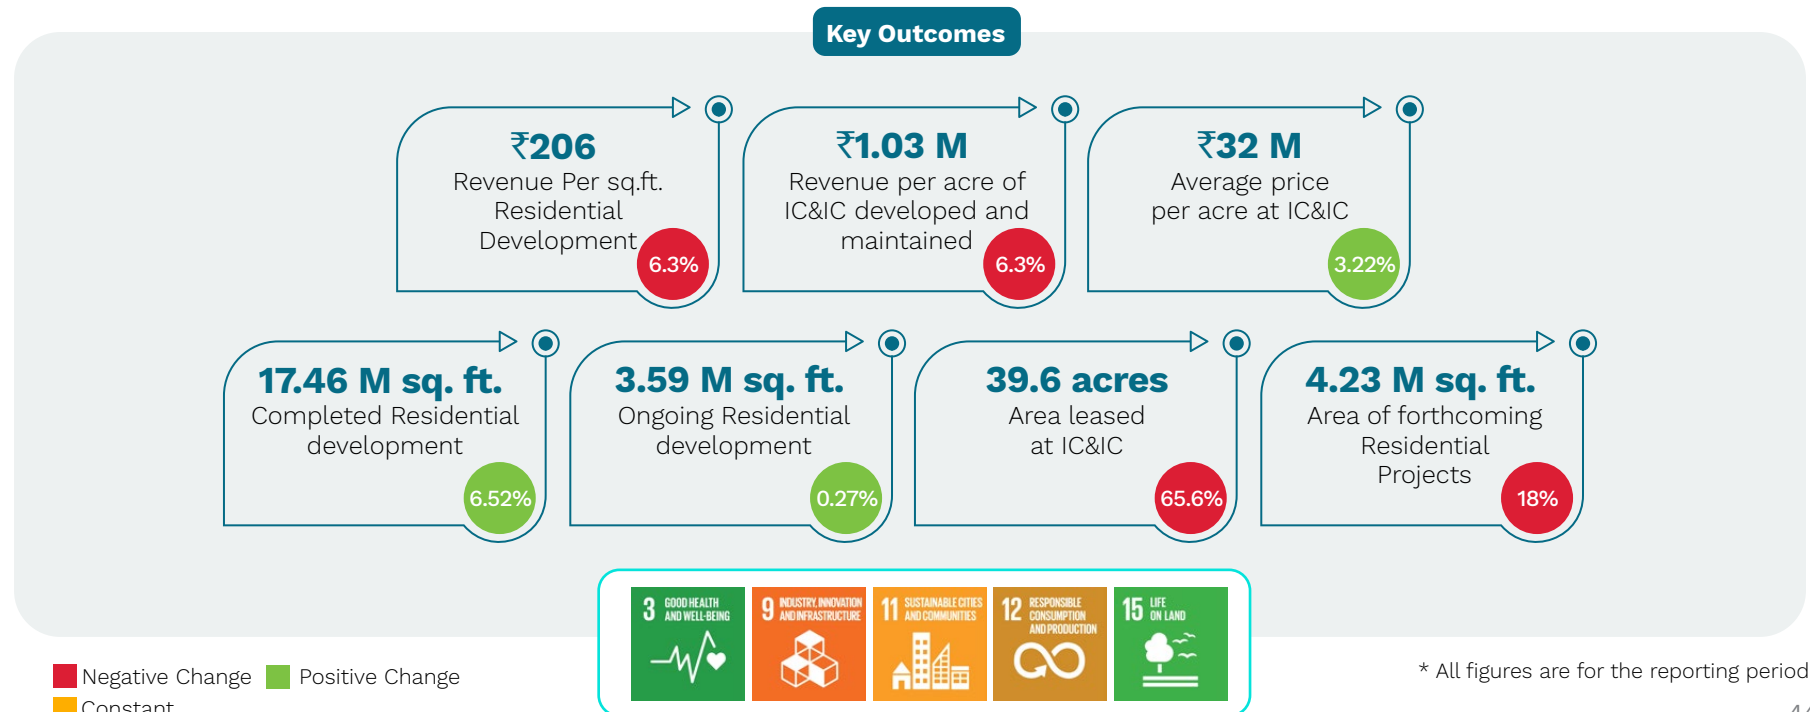 Key Outcomes
₹206
Revenue Per sq.ft.
Residential
Development
6.3%
₹1.03 M
Revenue per acre of
IC&IC developed and
maintained
6.3%
₹32 M
Average price
per acre at IC&IC
3.22%
17.46 M sq. ft.
Completed Residential
development
6.52%
3.59 M sq. ft.
Ongoing Residential
development
0.27%
39.6 acres
Area leased
at IC&IC
65.6%
4.23 M sq. ft.
Area of forthcoming
Residential
Projects
18%
3 GOOD HEALTH
AND WELL-BEING
9 INDUSTRY, INNOVATION
AND INFRASTRUCTURE
11 SUSTAINABLE CITIES
AND COMMUNITIES
12 RESPONSIBLE
CONSUMPTION
AND PRODUCTION
15 LIFE
ON LAND
Negative Change Positive Change
Constant
* All figures are for the reporting period